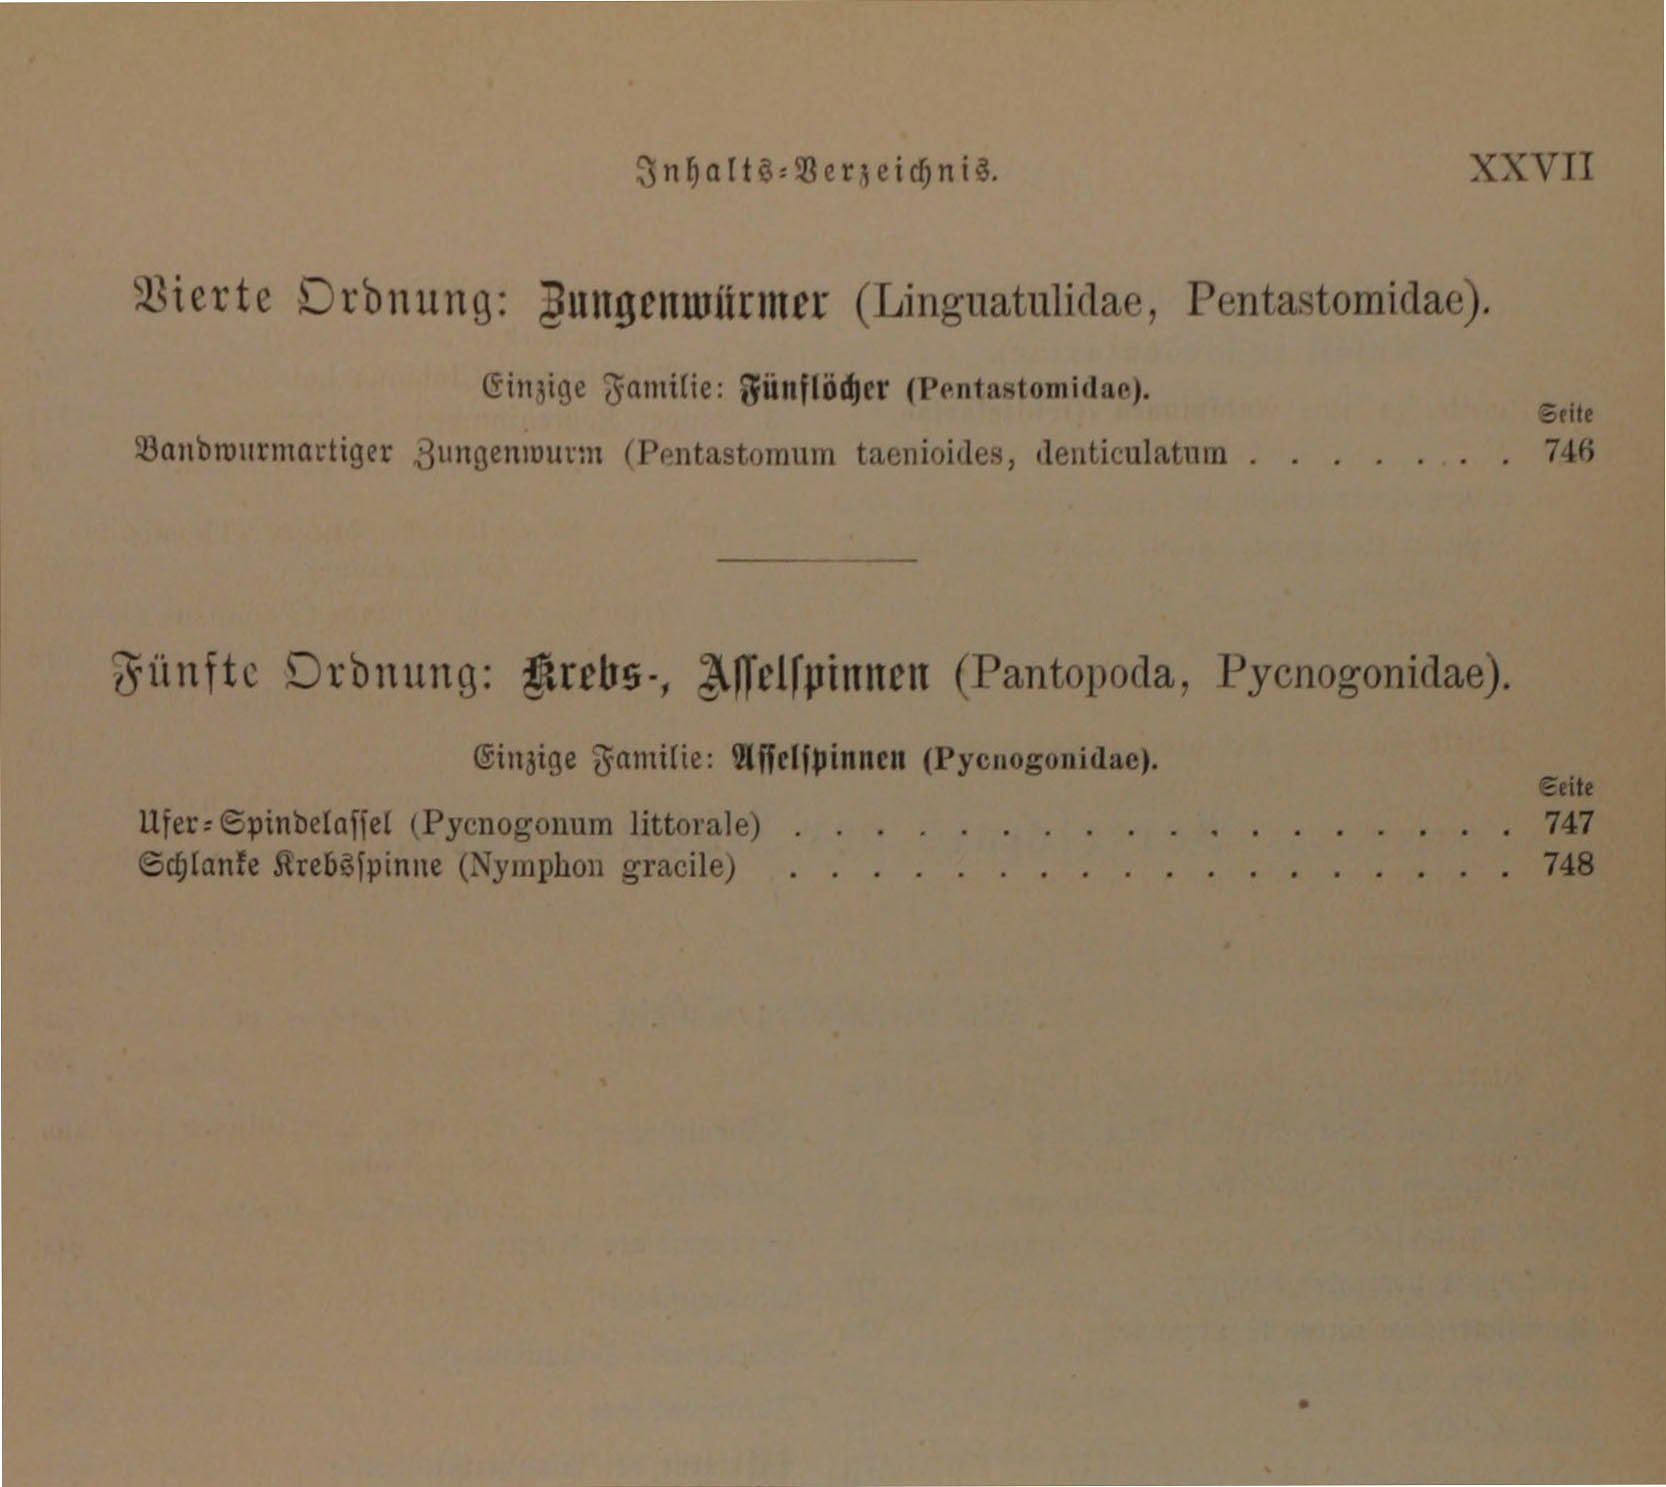 Inhalts-Verzeichnis. XXVII
Vierte Ordnung: Zungenwürmer (Linguatulidae, Pentastomidae).
Einzige Familie: Fünflöcher (Pentastomidae).
Seite
Bandwurmartiger Zungenwurm (Pentastomum taenioides, denticulatum . . . . . . . 746
Fünfte Ordnung: Krebs-, Asselspinnen (Pantopoda, Pycnogonidae).
Einzige Familie: Asselspinnen (Pycnogonidae).
Seite
Ufer-Spindelassel (Pycnogonum littorale) . . . . . . . . . . . . . . . . . . 747
Schlanke Krebsspinne (Nymphon gracile) . . . . . . . . . . . . . . . . . . 748